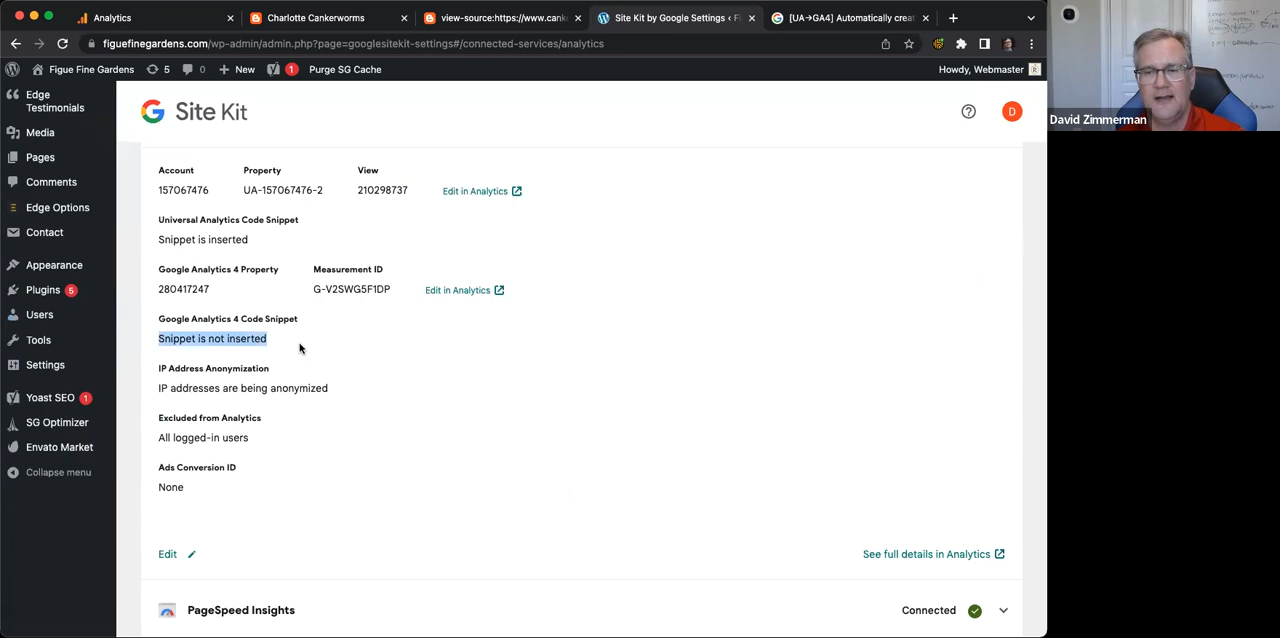 Analytics
Charlotte Cankerworms
view-source:https://www.canke
Site Kit by Google Settings ‹ Fi
[UA→GA4] Automatically creat
figuefinegardens.com/wp-admin/admin.php?page=googlesitekit-settings#/connected-services/analytics
Figue Fine Gardens
5
0
New
1
Purge SG Cache
Howdy, Webmaster
Edge
Testimonials
Media
Pages
Comments
Edge Options
Contact
Appearance
Plugins 5
Users
Tools
Settings
Yoast SEO 1
SG Optimizer
Envato Market
Collapse menu
G Site Kit
D
Account Property View
157067476 UA-157067476-2 210298737 Edit in Analytics
Universal Analytics Code Snippet
Snippet is inserted
Google Analytics 4 Property Measurement ID
280417247 G-V2SWG5F1DP Edit in Analytics
Google Analytics 4 Code Snippet
Snippet is not inserted
IP Address Anonymization
IP addresses are being anonymized
Excluded from Analytics
All logged-in users
Ads Conversion ID
None
Edit
See full details in Analytics
PageSpeed Insights
Connected
David Zimmerman